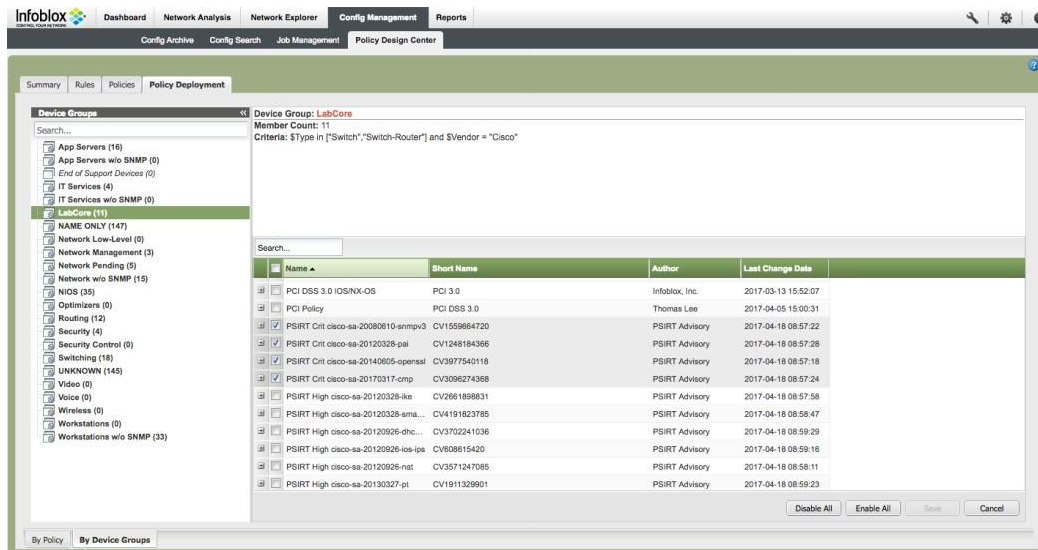 Infoblox
CONTROL YOUR NETWORK
Dashboard Network Analysis Network Explorer Config Management Reports
Config Archive Config Search Job Management Policy Design Center
Summary Rules Policies Policy Deployment
Device Groups «
Search...
App Servers (16)
App Servers w/o SNMP (0)
End of Support Devices (0)
IT Services (4)
IT Services w/o SNMP (0)
LabCore (11)
NAME ONLY (147)
Network Low-Level (0)
Network Management (3)
Network Pending (5)
Network w/o SNMP (15)
NIOS (35)
Optimizers (0)
Routing (12)
Security (4)
Security Control (0)
Switching (18)
UNKNOWN (145)
Video (0)
Voice (0)
Wireless (0)
Workstations (0)
Workstations w/o SNMP (33)
Device Group: LabCore
Member Count: 11
Criteria: $Type in ["Switch","Switch-Router"] and $Vendor = "Cisco"
Search...
Name Short Name Author Last Change Date
PCI DSS 3.0 IOS/NX-OS PCI 3.0 Infoblox, Inc. 2017-03-13 15:52:07
PCI Policy PCI DSS 3.0 Thomas Lee 2017-04-05 15:00:31
PSIRT Crit cisco-sa-20080610-snmpv3 CV1559664720 PSIRT Advisory 2017-04-18 08:57:22
PSIRT Crit cisco-sa-20120328-pai CV1248184366 PSIRT Advisory 2017-04-18 08:57:28
PSIRT Crit cisco-sa-20140605-openssl CV3977540118 PSIRT Advisory 2017-04-18 08:57:18
PSIRT Crit cisco-sa-20170317-cmp CV3096274368 PSIRT Advisory 2017-04-18 08:57:24
PSIRT High cisco-sa-20120328-ike CV2661898831 PSIRT Advisory 2017-04-18 08:57:58
PSIRT High cisco-sa-20120328-sma... CV4191823785 PSIRT Advisory 2017-04-18 08:58:47
PSIRT High cisco-sa-20120926-dhc... CV3702241036 PSIRT Advisory 2017-04-18 08:59:29
PSIRT High cisco-sa-20120926-ios-ips CV608615420 PSIRT Advisory 2017-04-18 08:59:16
PSIRT High cisco-sa-20120926-nat CV3571247085 PSIRT Advisory 2017-04-18 08:58:11
PSIRT High cisco-sa-20130327-pt CV1911329901 PSIRT Advisory 2017-04-18 08:59:23
Disable All Enable All Save Cancel
By Policy By Device Groups